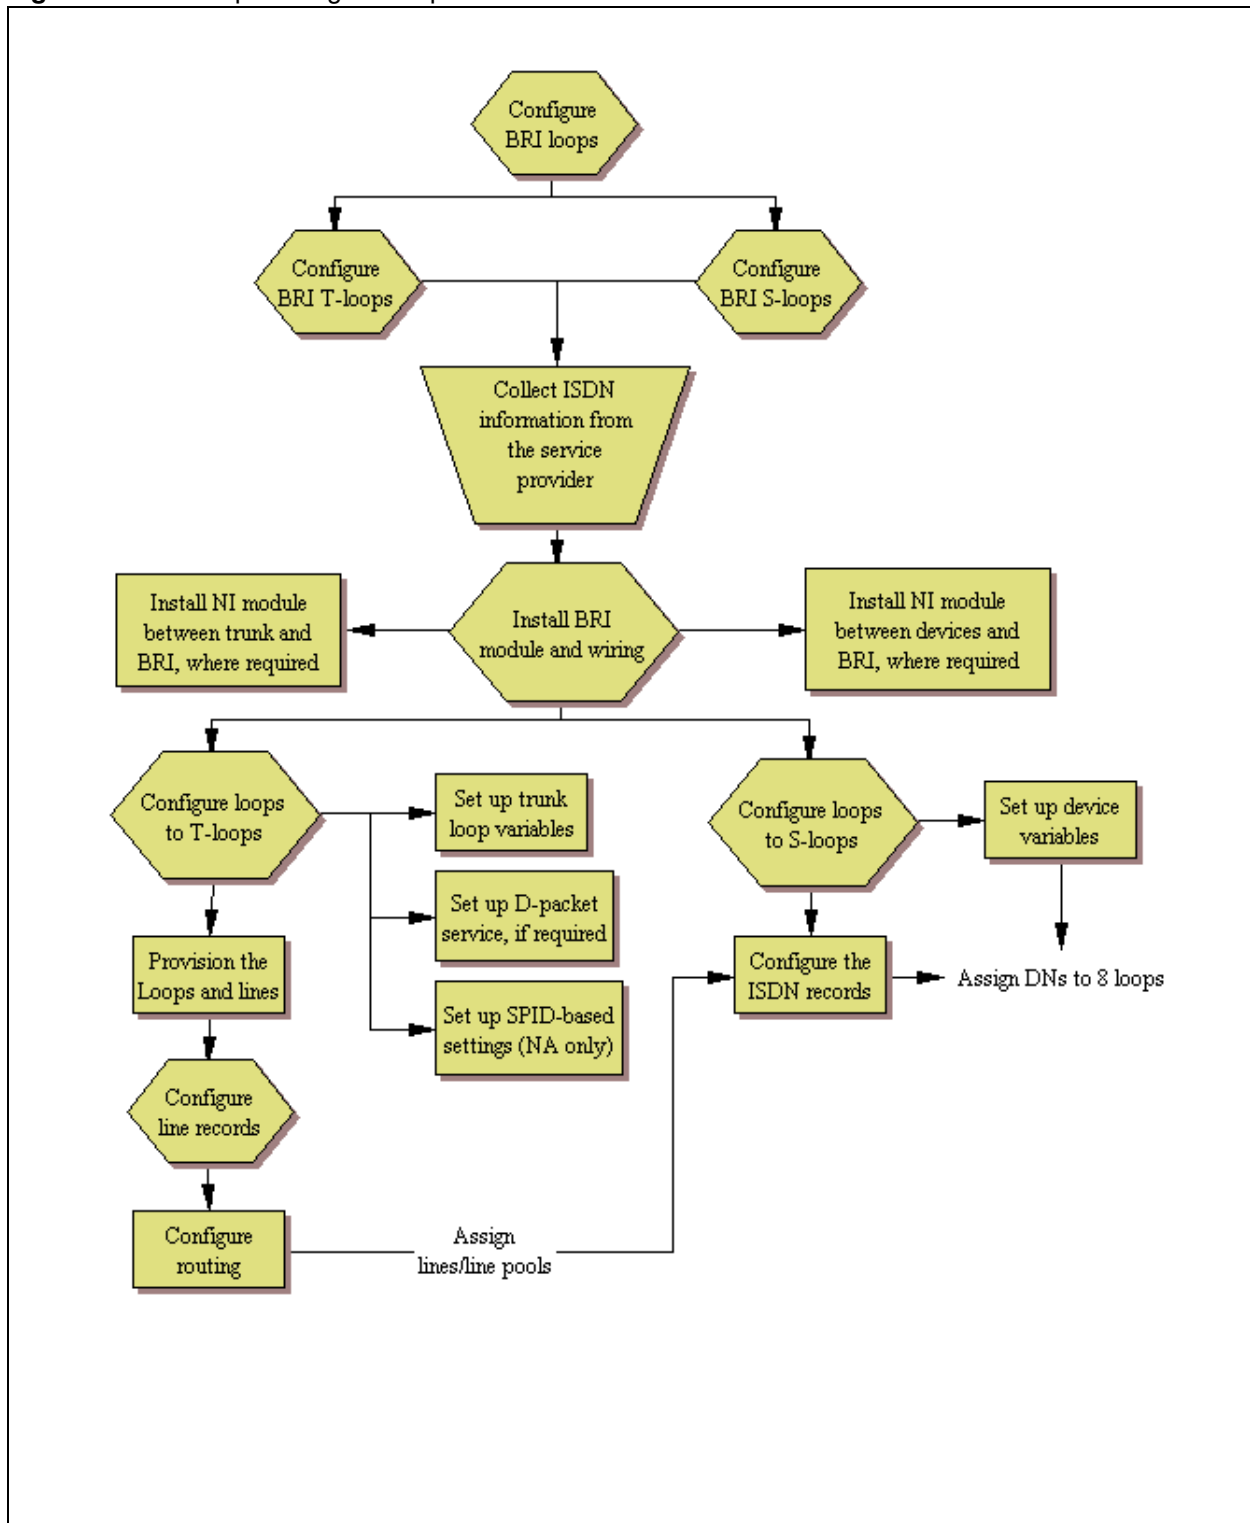 Configure
BRI loops
Configure
BRI T-loops
Configure
BRI S-loops
Collect ISDN
information from
the service
provider
Install NI module
between trunk and
BRI, where required
Install BRI
module and wiring
Install NI module
between devices and
BRI, where required
Configure loops
to T-loops
Set up trunk
loop variables
Configure loops
to S-loops
Set up device
variables
Set up D-packet
service, if required
Provision the
Loops and lines
Configure the
ISDN records
Assign DNs to 8 loops
Set up SPID-based
settings (NA only)
Configure
line records
Configure
routing
Assign
lines/line pools